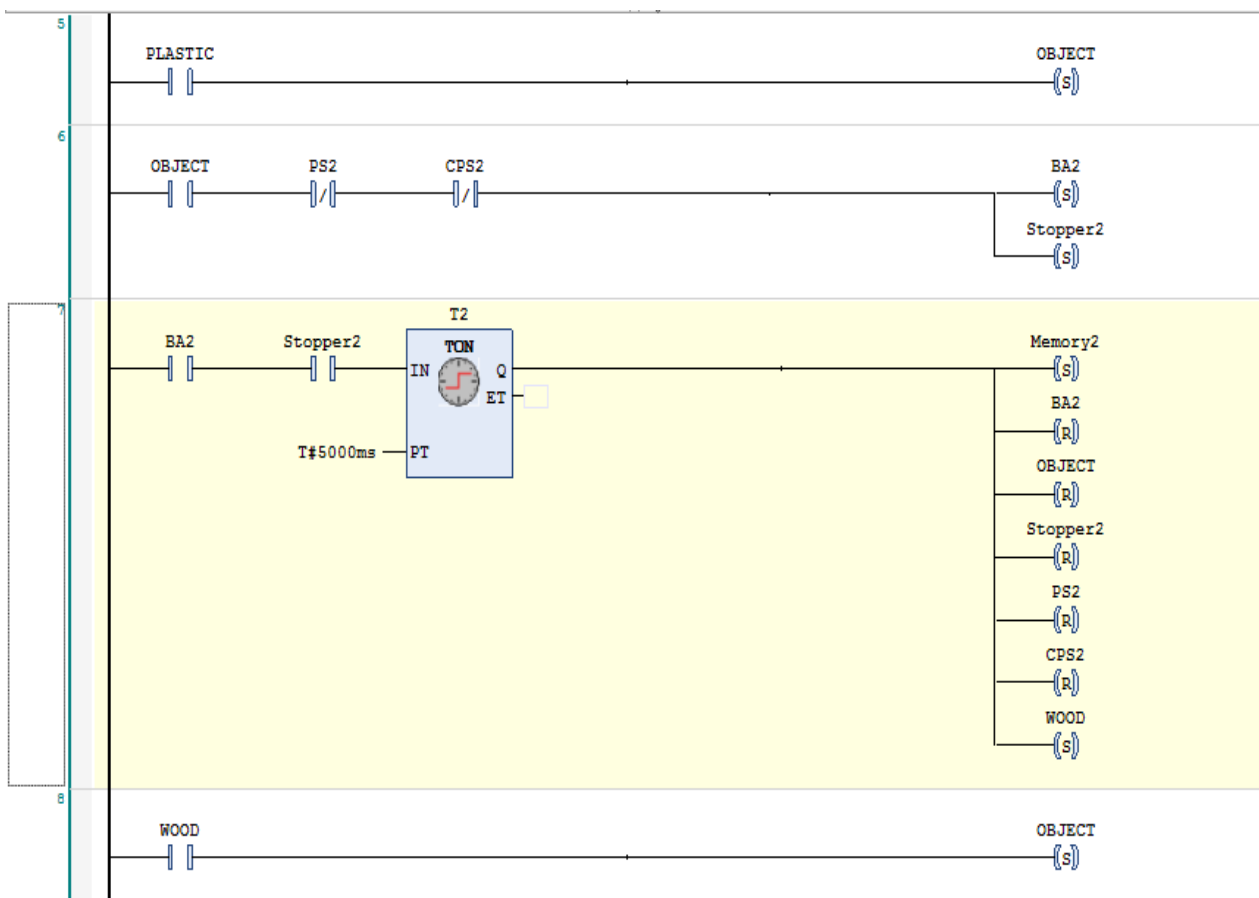 5
PLASTIC OBJECT
S
6
OBJECT PS2 CPS2 BA2
/ / S
Stopper2
S
7
T2
BA2 Stopper2 TON Memory2
IN Q S
ET
BA2
R
T#5000ms PT
OBJECT
R
Stopper2
R
PS2
R
CPS2
R
WOOD
S
8
WOOD OBJECT
S